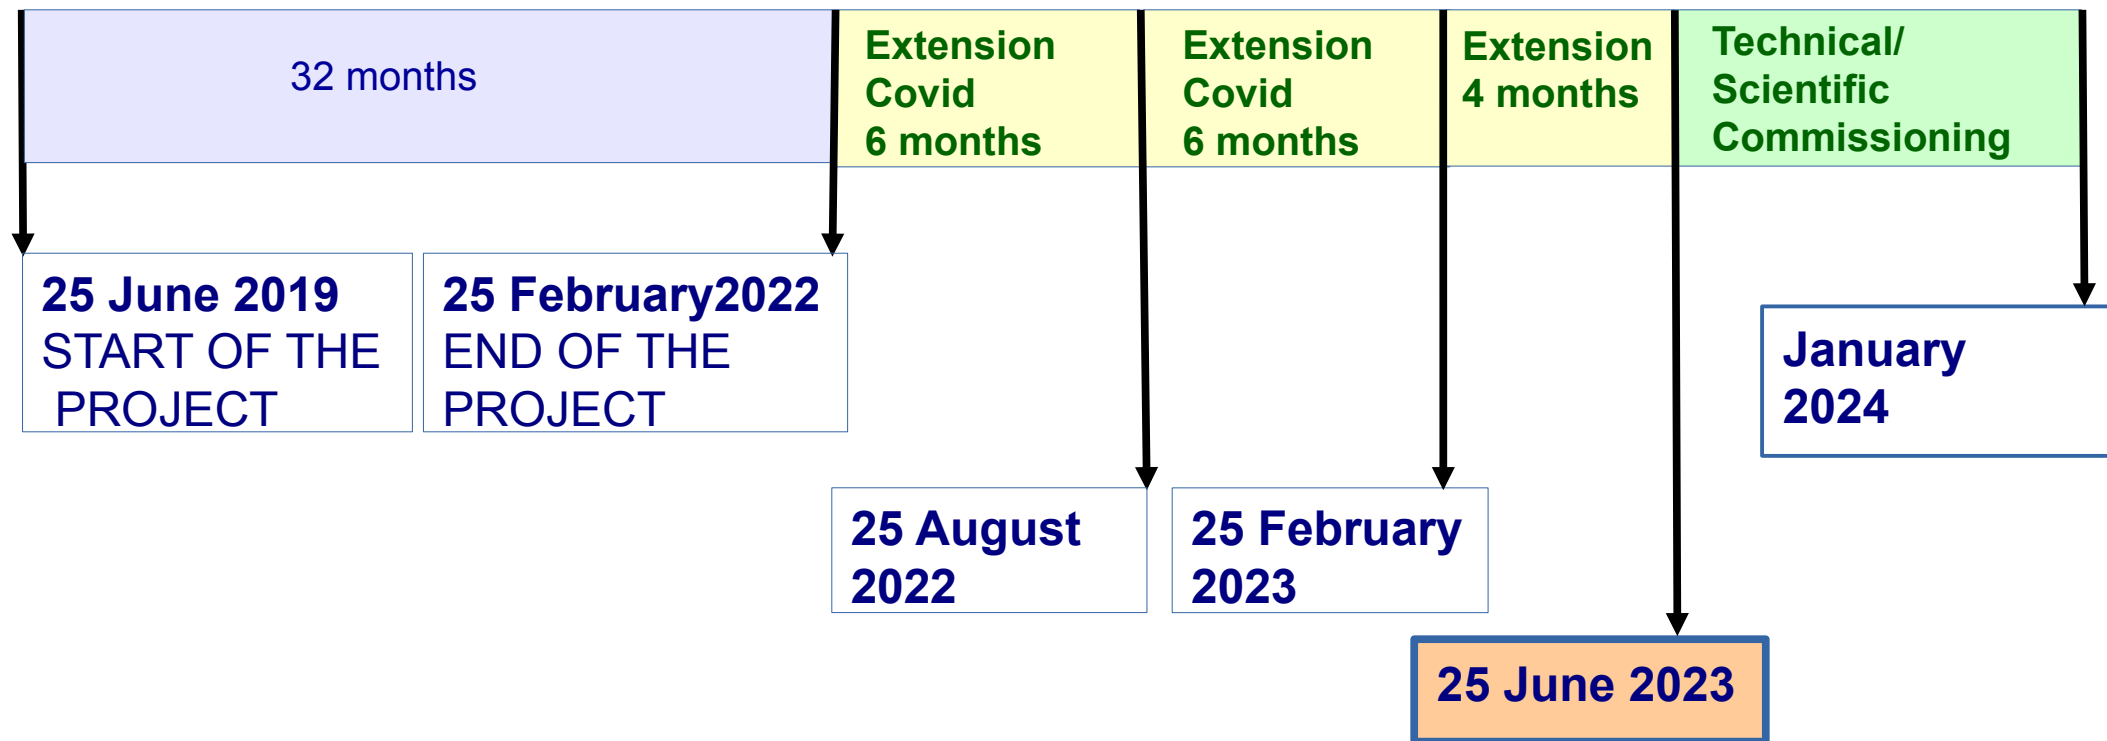 32 months
Extension
Covid
6 months
Extension
Covid
6 months
Extension
4 months
Technical/
Scientific
Commissioning
25 June 2019
START OF THE
PROJECT
25 February2022
END OF THE
PROJECT
January
2024
25 August
2022
25 February
2023
25 June 2023